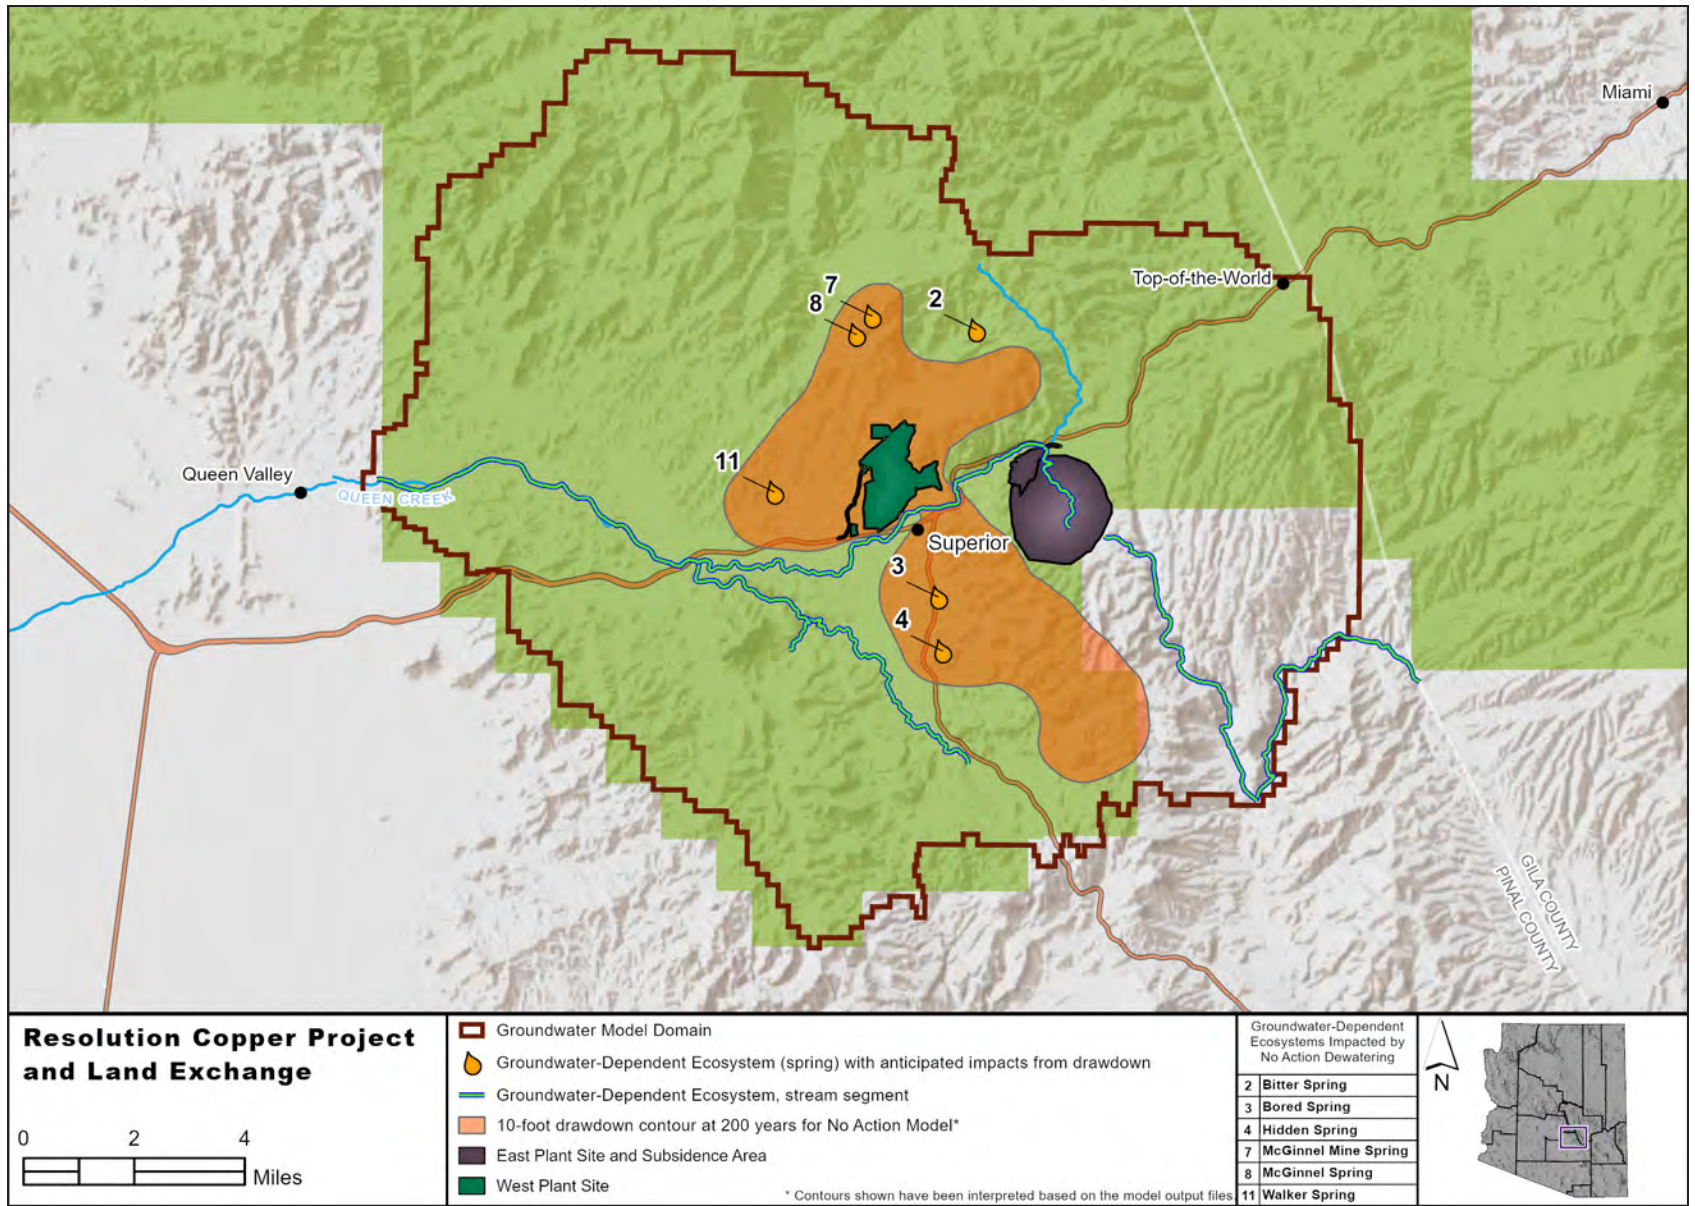 Miami
Top-of-the-World
7
8
2
11
Queen Valley
QUEEN CREEK
Superior
3
4
GILA COUNTY
PINAL COUNTY
Resolution Copper Project
and Land Exchange
0 2 4
Miles
Groundwater Model Domain
Groundwater-Dependent Ecosystem (spring) with anticipated impacts from drawdown
Groundwater-Dependent Ecosystem, stream segment
10-foot drawdown contour at 200 years for No Action Model*
East Plant Site and Subsidence Area
West Plant Site
* Contours shown have been interpreted based on the model output files.
Groundwater-Dependent
Ecosystems Impacted by
No Action Dewatering
2 Bitter Spring
3 Bored Spring
4 Hidden Spring
7 McGinnel Mine Spring
8 McGinnel Spring
11 Walker Spring
N